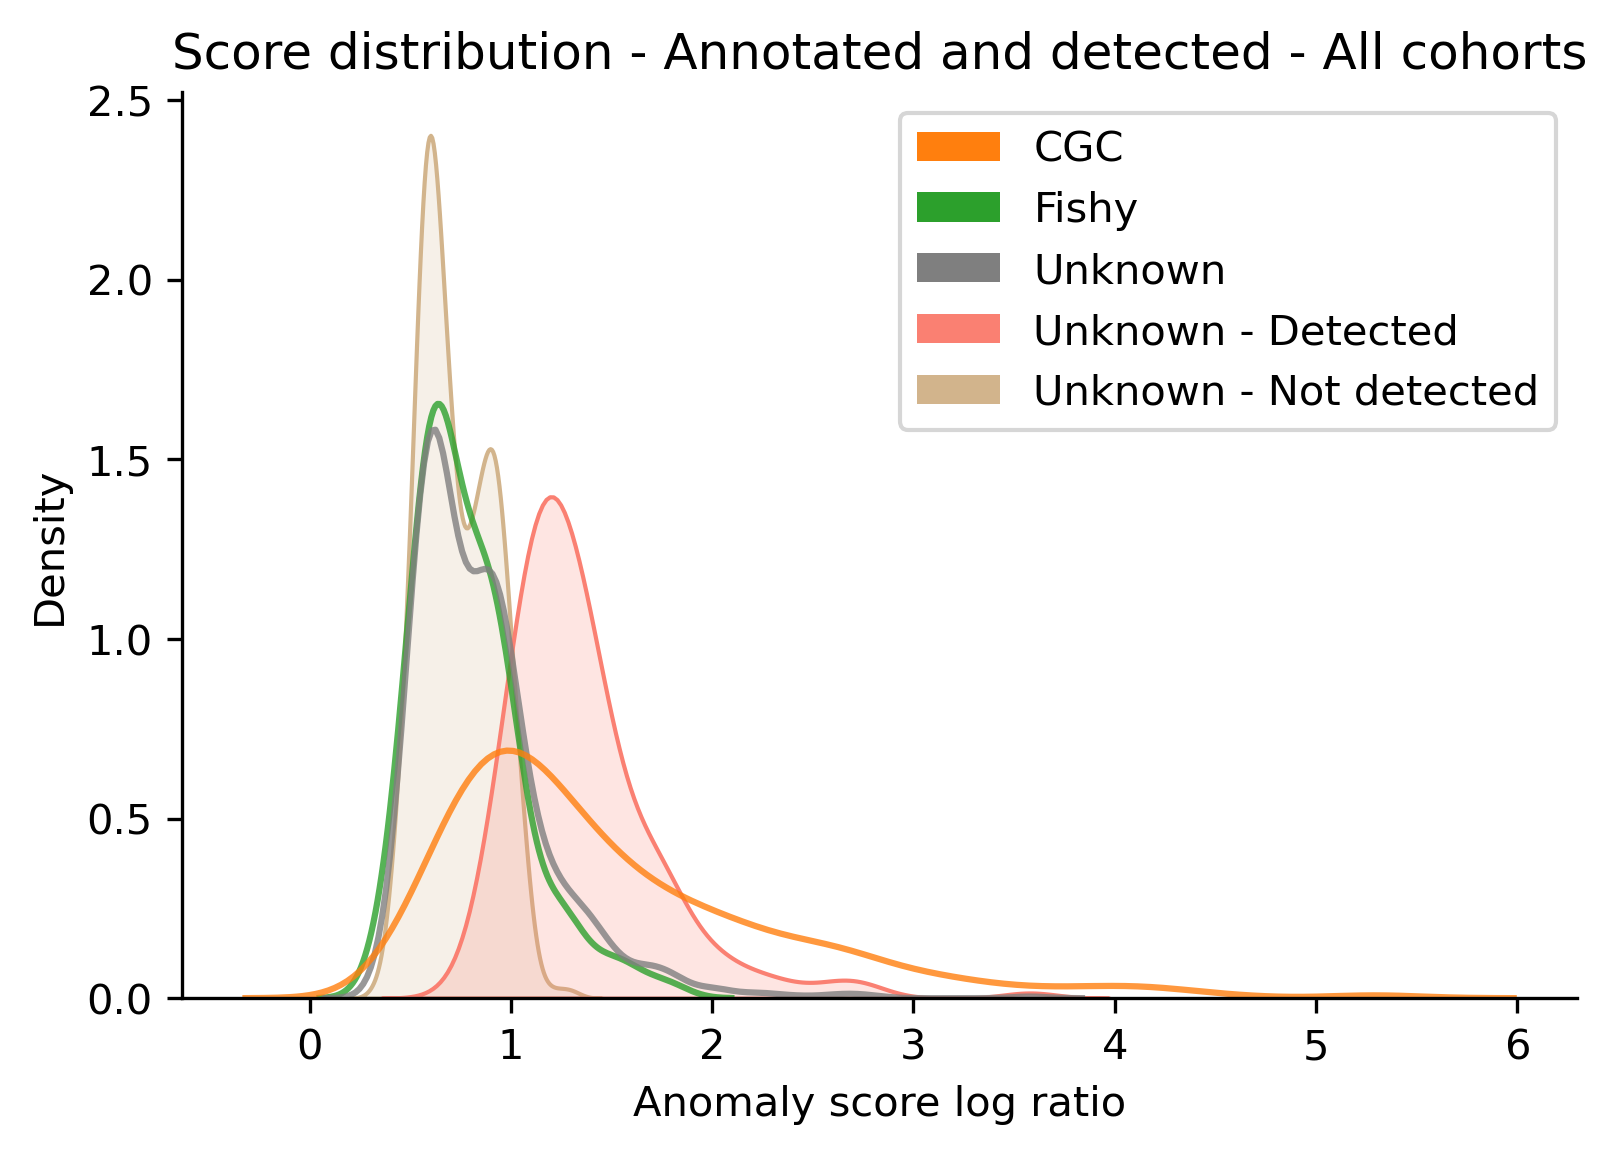 Score distribution - Annotated and detected - All cohorts
2.5
2.0
1.5
1.0
0.5
0.0
Density
CGC
Fishy
Unknown
Unknown - Detected
Unknown - Not detected
0 1 2 3 4 5 6
Anomaly score log ratio